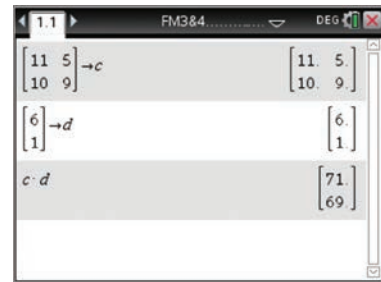 1.1 FM3&4............ DEG
[11 5
10 9]→c [11. 5.
10. 9.]
[6
1]→d [6.
1.]
c·d [71.
69.]